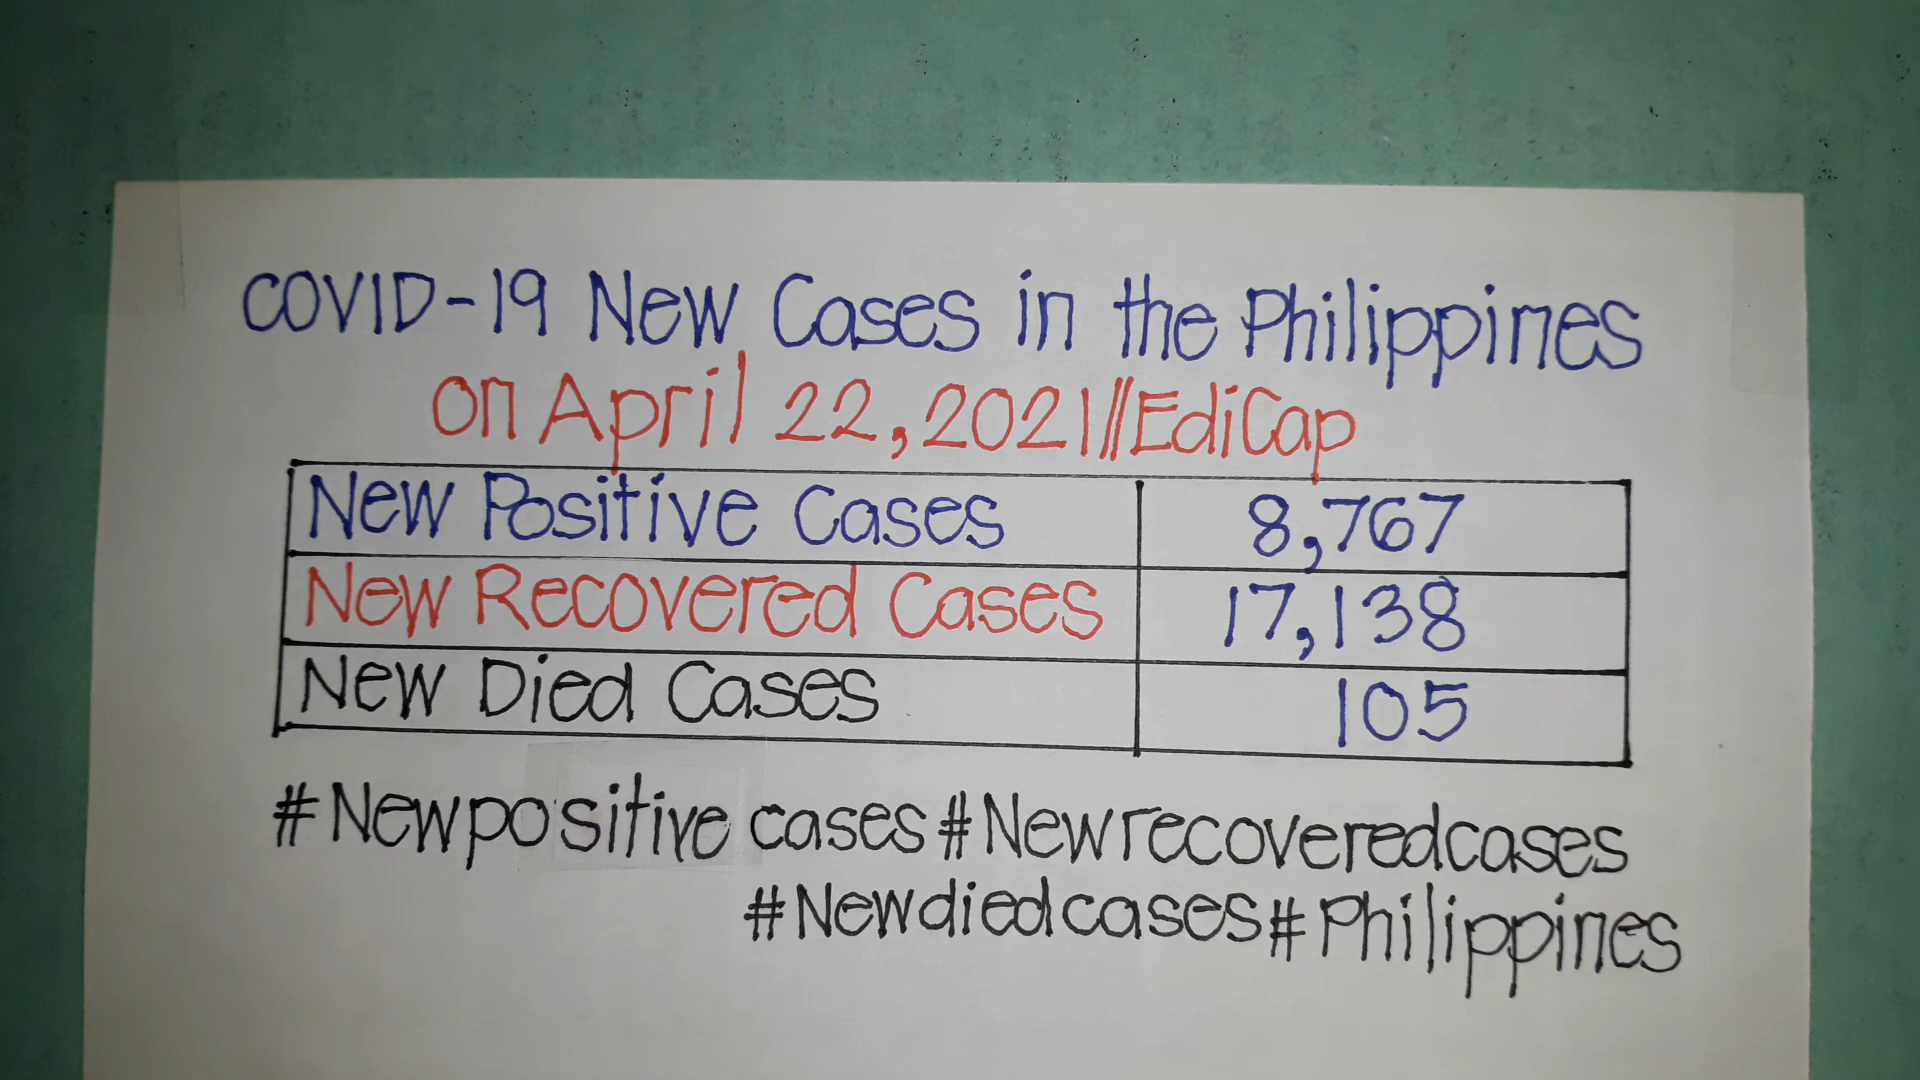 COVID-19 New Cases in the Philippines
on April 22, 2021//EdiCap
New Positive Cases 8,767
New Recovered Cases 17,138
New Died Cases 105
#Newpositive cases #Newrecoveredcases
#Newdiedcases #Philippines